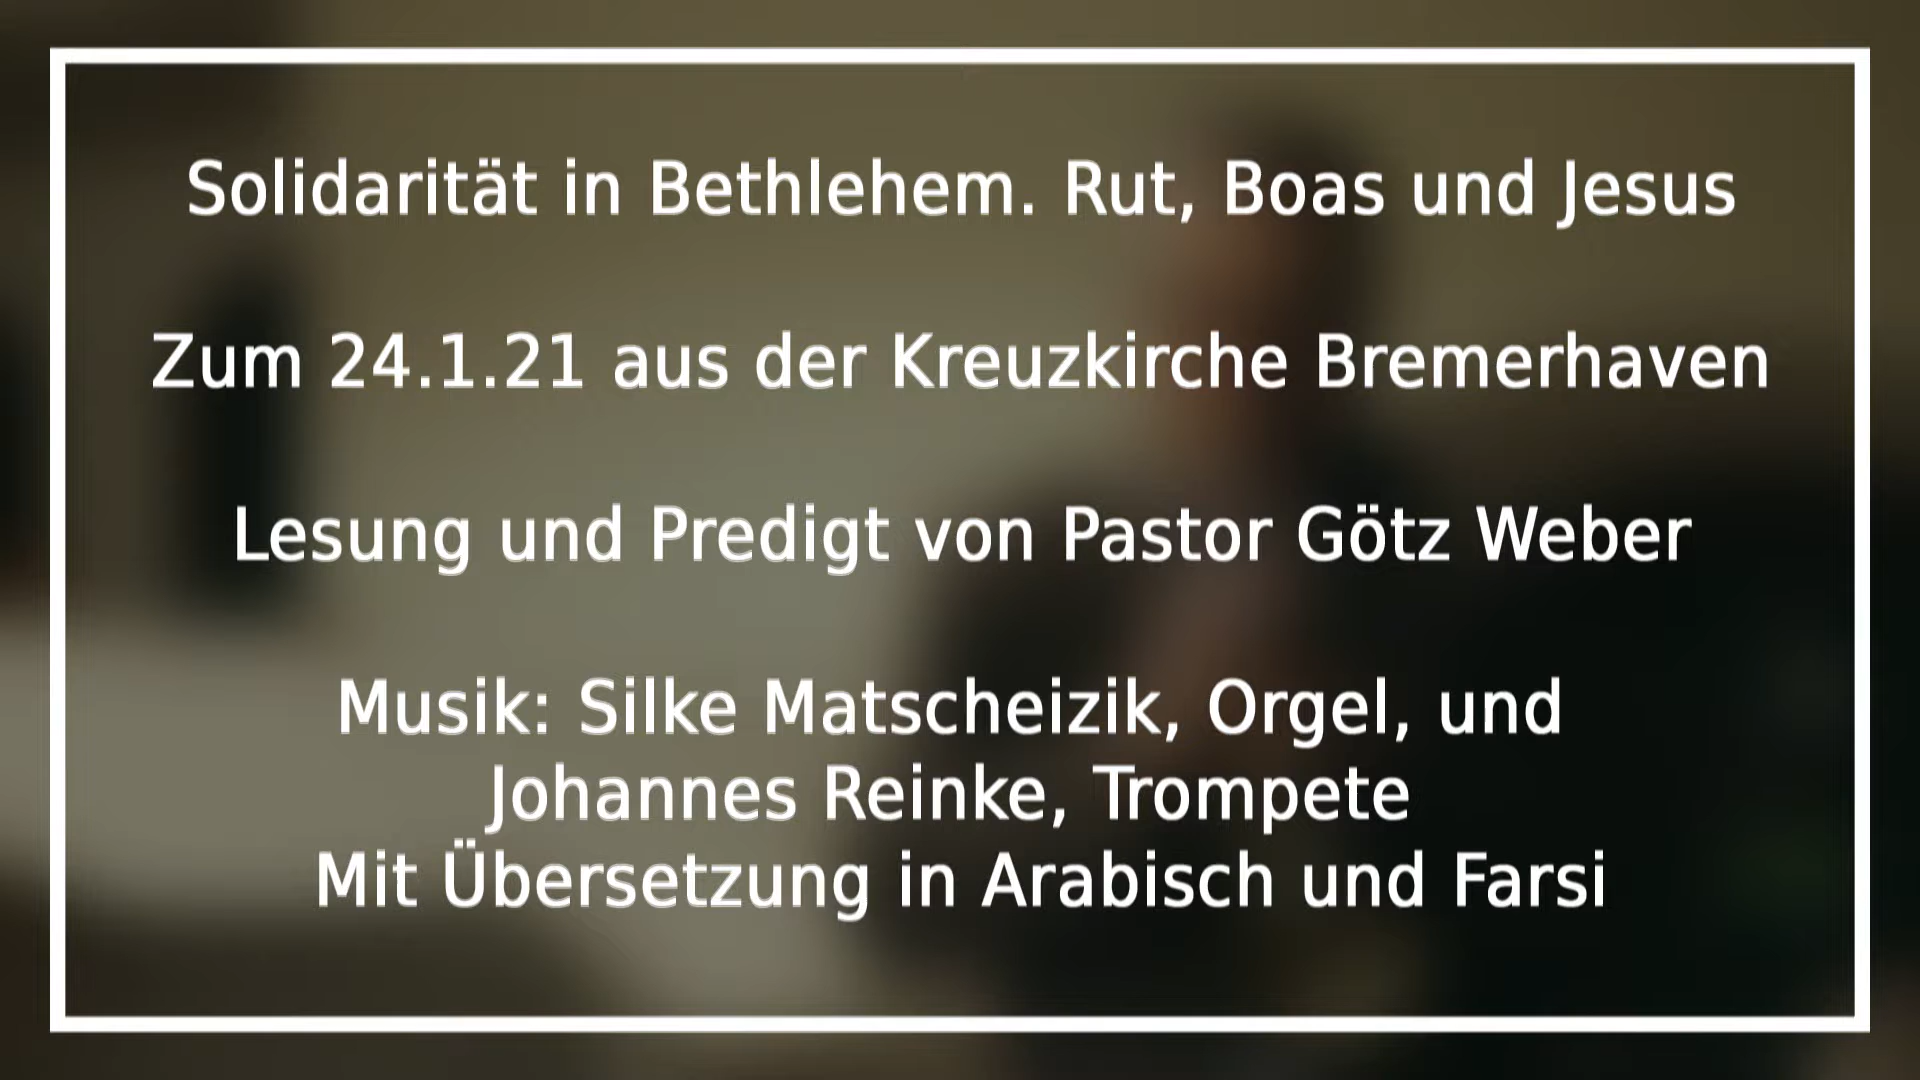 Solidarität in Bethlehem. Rut, Boas und Jesus
Zum 24.1.21 aus der Kreuzkirche Bremerhaven
Lesung und Predigt von Pastor Götz Weber
Musik: Silke Matscheizik, Orgel, und
Johannes Reinke, Trompete
Mit Übersetzung in Arabisch und Farsi